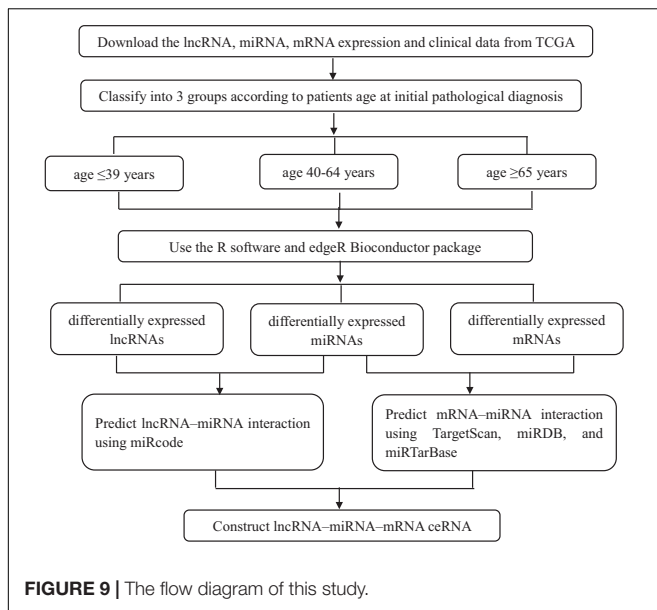 Download the lncRNA, miRNA, mRNA expression and clinical data from TCGA
Classify into 3 groups according to patients age at initial pathological diagnosis
age ≤39 years
age 40-64 years
age ≥65 years
Use the R software and edgeR Bioconductor package
differentially expressed
lncRNAs
differentially expressed
miRNAs
differentially expressed
mRNAs
Predict lncRNA–miRNA interaction
using miRcode
Predict mRNA–miRNA interaction
using TargetScan, miRDB, and
miRTarBase
Construct lncRNA–miRNA–mRNA ceRNA
FIGURE 9 | The flow diagram of this study.